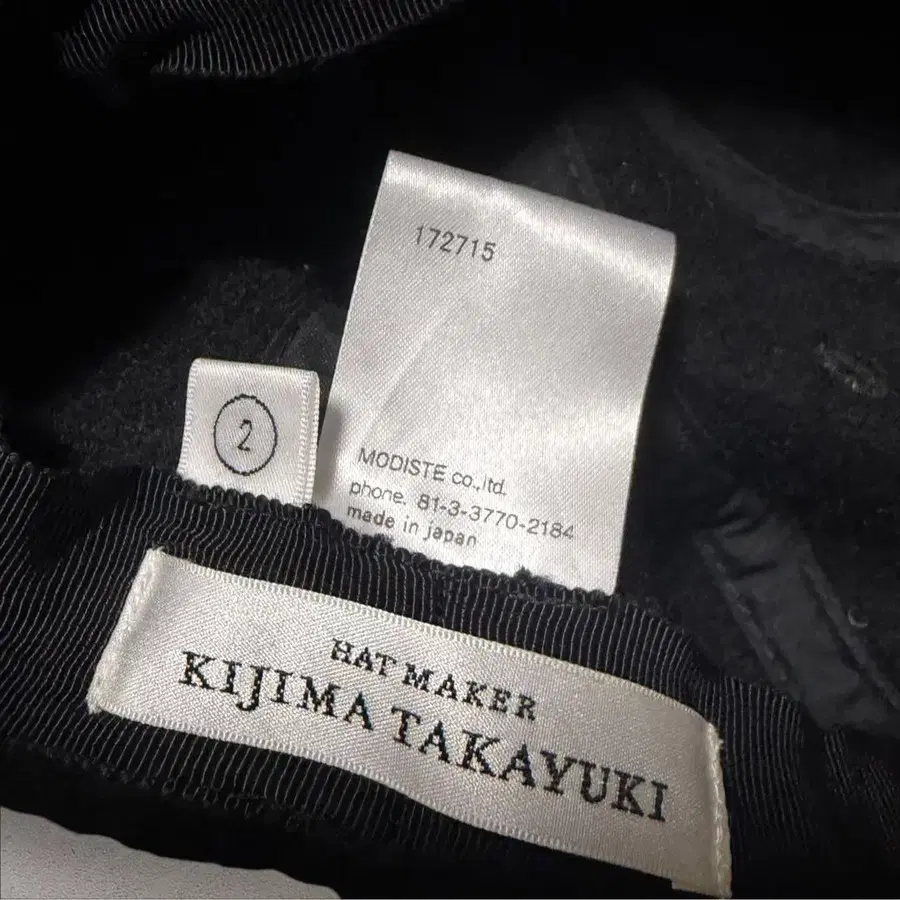 172715
2
MODISTE co.,ltd.
phone. 81-3-3770-2184
made in japan
HAT MAKER
KIJIMA TAKAYUKI